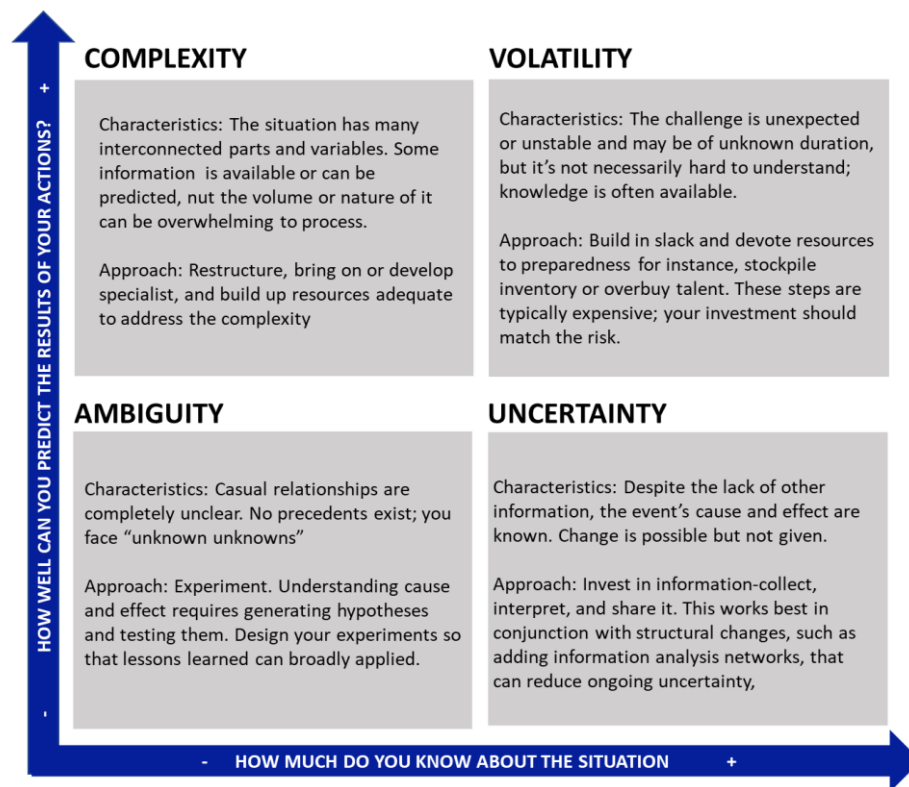 COMPLEXITY
Characteristics: The situation has many
interconnected parts and variables. Some
information is available or can be
predicted, nut the volume or nature of it
can be overwhelming to process.
Approach: Restructure, bring on or develop
specialist, and build up resources adequate
to address the complexity
VOLATILITY
Characteristics: The challenge is unexpected
or unstable and may be of unknown duration,
but it’s not necessarily hard to understand;
knowledge is often available.
Approach: Build in slack and devote resources
to preparedness for instance, stockpile
inventory or overbuy talent. These steps are
typically expensive; your investment should
match the risk.
AMBIGUITY
Characteristics: Casual relationships are
completely unclear. No precedents exist; you
face “unknown unknowns”
Approach: Experiment. Understanding cause
and effect requires generating hypotheses
and testing them. Design your experiments so
that lessons learned can broadly applied.
UNCERTAINTY
Characteristics: Despite the lack of other
information, the event’s cause and effect are
known. Change is possible but not given.
Approach: Invest in information-collect,
interpret, and share it. This works best in
conjunction with structural changes, such as
adding information analysis networks, that
can reduce ongoing uncertainty,
- HOW WELL CAN YOU PREDICT THE RESULTS OF YOUR ACTIONS? +
- HOW MUCH DO YOU KNOW ABOUT THE SITUATION +